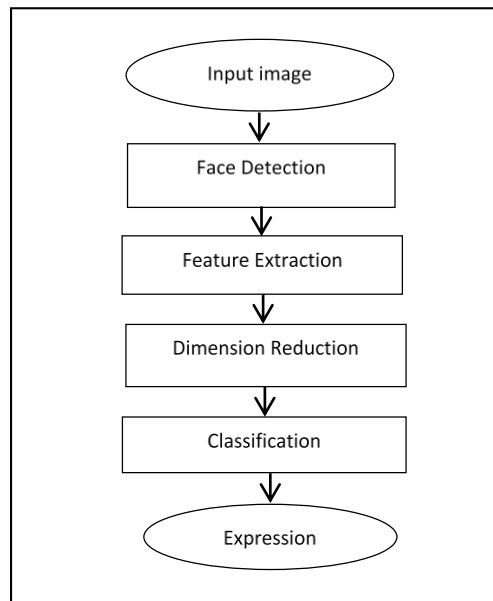 Input image
Face Detection
Feature Extraction
Dimension Reduction
Classification
Expression